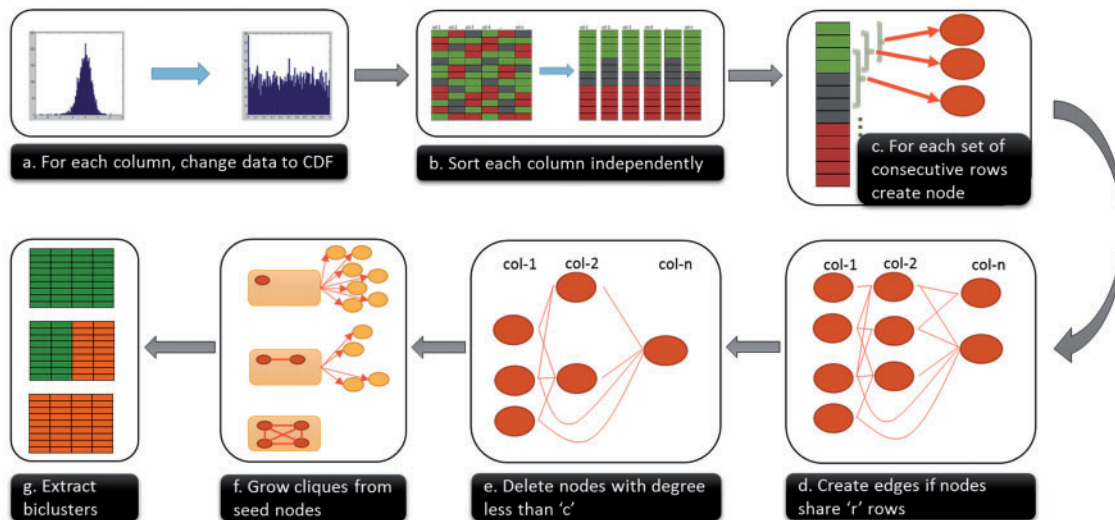 a. For each column, change data to CDF
b. Sort each column independently
c. For each set of
consecutive rows
create node
col-1
col-2
col-n
d. Create edges if nodes
share ‘r’ rows
col-1
col-2
col-n
e. Delete nodes with degree
less than ‘c’
f. Grow cliques from
seed nodes
g. Extract
biclusters